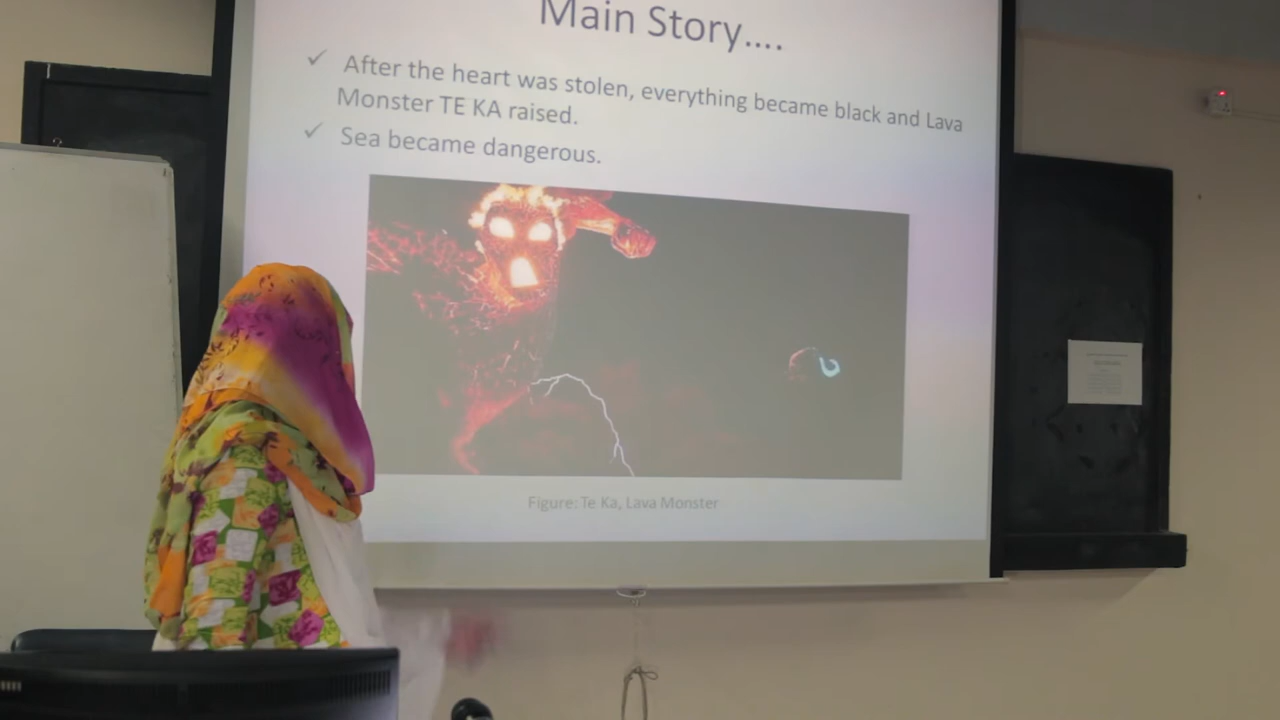 Main Story....
✓ After the heart was stolen, everything became black and Lava
Monster TE KA raised.
✓ Sea became dangerous.
Figure: Te Ka, Lava Monster